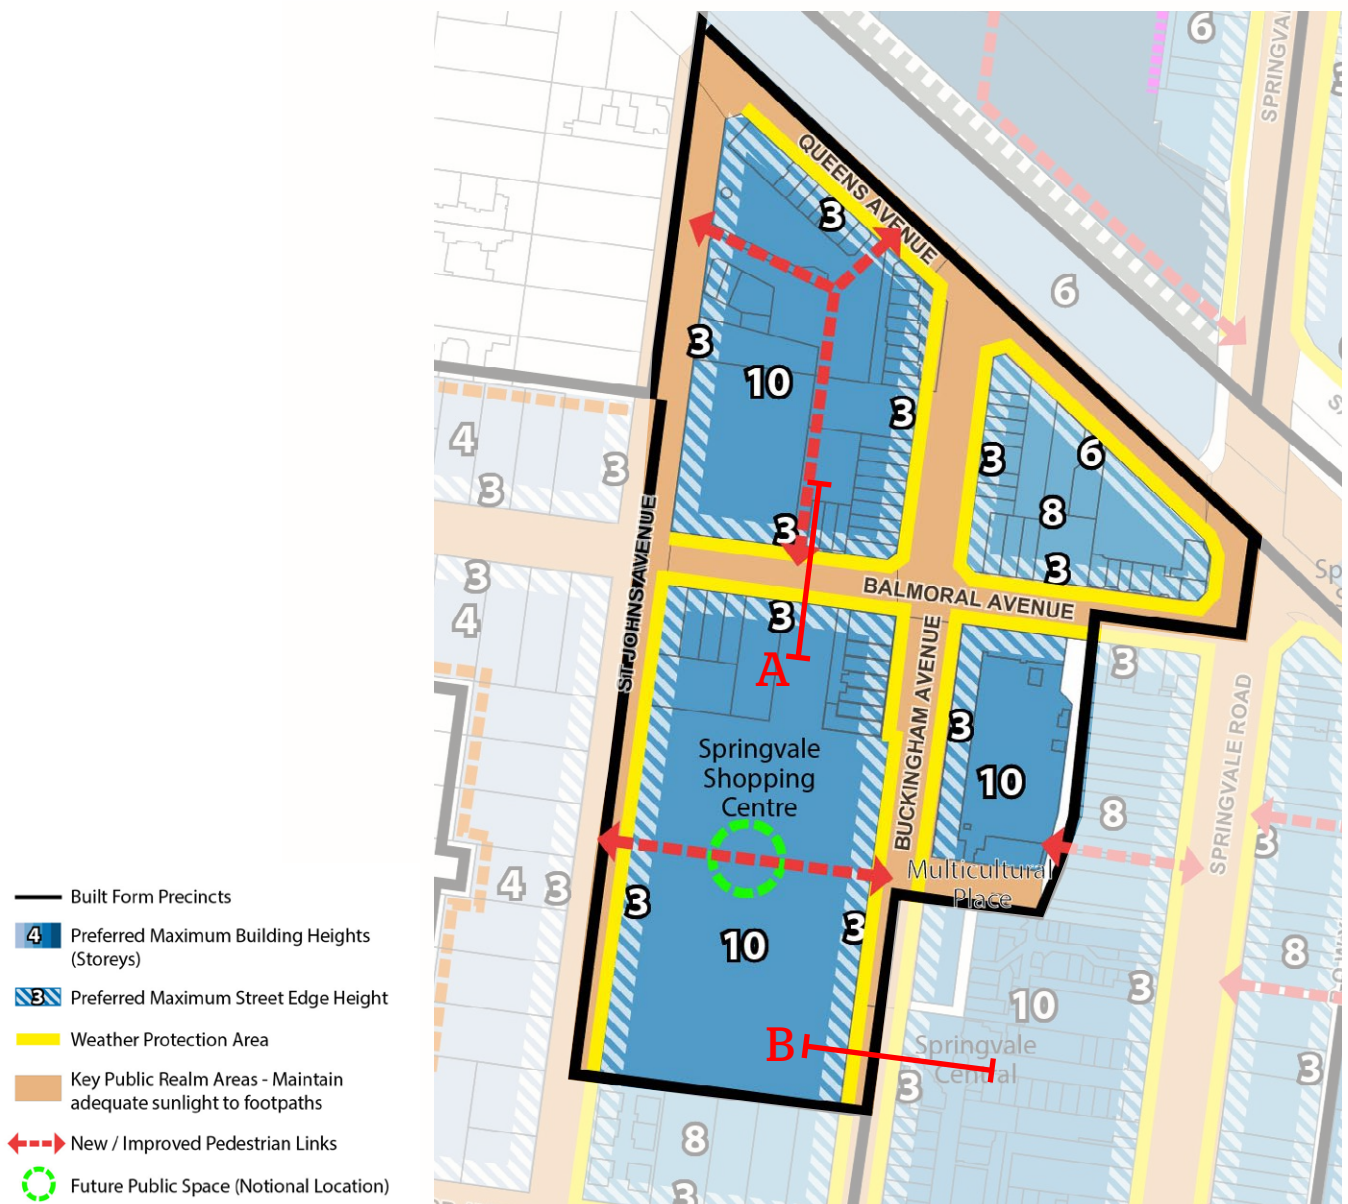 6
SPRINGVA
3
QUEENS AVENUE
3
6
3
10
3
4
3
3
3
6
8
3
3
ST JOHNS AVENUE
BALMORAL AVENUE
Sp
3
4
3
A
3
3
BUCKINGHAM AVENUE
SPRINGVALE ROAD
Springvale
Shopping
Centre
10
8
3
Multicultural
Place
4
3
3
3
10
8
3
10
B
Springvale
Central
3
3
8
3
Built Form Precincts
4
Preferred Maximum Building Heights
(Storeys)
3
Preferred Maximum Street Edge Height
Weather Protection Area
Key Public Realm Areas - Maintain
adequate sunlight to footpaths
New / Improved Pedestrian Links
Future Public Space (Notional Location)